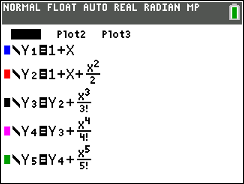 NORMAL FLOAT AUTO REAL RADIAN MP
Plot2 Plot3
\Y₁=1+X
\Y₂=1+X+X²/2
\Y₃=Y₂+X³/3!
\Y₄=Y₃+X⁴/4!
\Y₅=Y₄+X⁵/5!